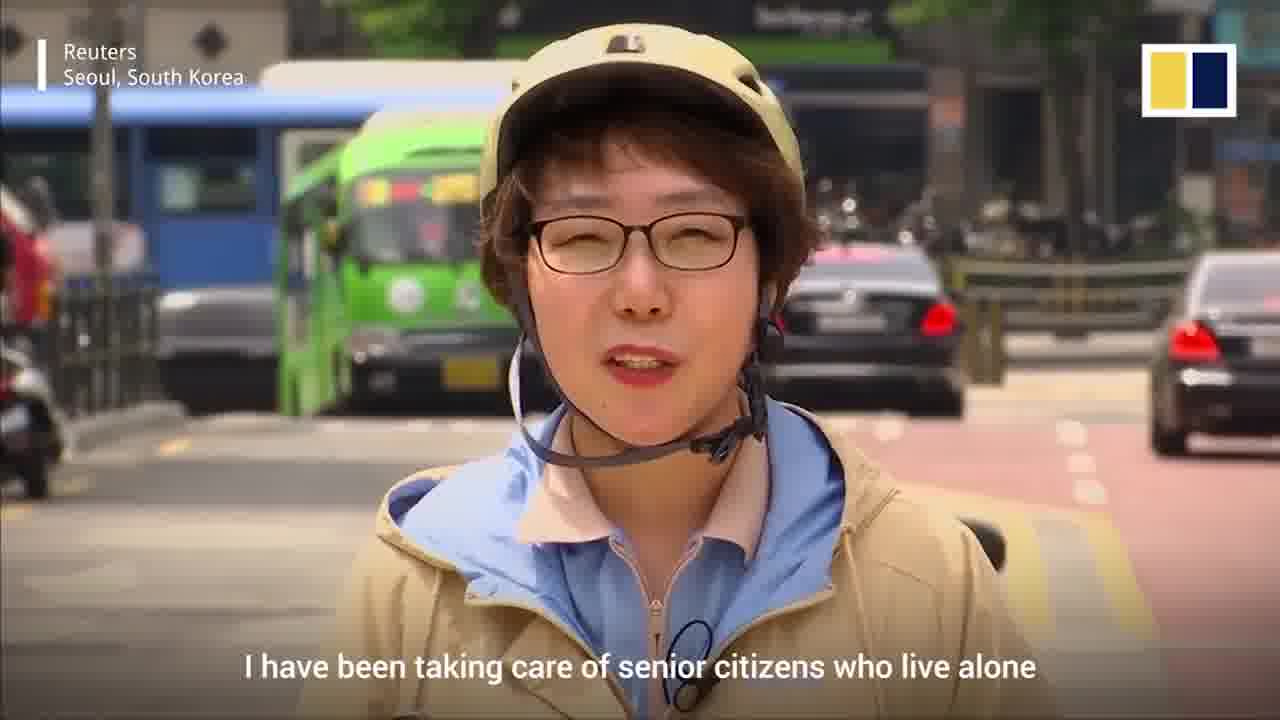 Reuters
Seoul, South Korea
I have been taking care of senior citizens who live alone